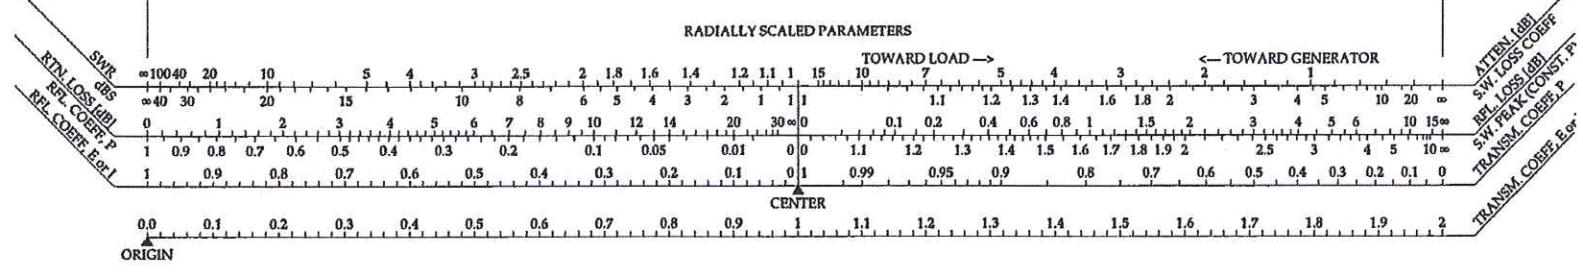 RADIALLY SCALED PARAMETERS
TOWARD LOAD —> <— TOWARD GENERATOR
SWR ∞ 100 40 20 10 5 4 3 2.5 2 1.8 1.6 1.4 1.2 1.1 1 15 10 7 5 4 3 2 1 ATTEN. [dB]
dBS ∞ 40 30 20 15 10 8 6 5 4 3 2 1 1 1 1.1 1.2 1.3 1.4 1.6 1.8 2 3 4 5 10 20 ∞ S.W. LOSS COEFF
RTN. LOSS [dB] 0 1 2 3 4 5 6 7 8 9 10 12 14 20 30 ∞ 0 0.1 0.2 0.4 0.6 0.8 1 1.5 2 3 4 5 6 10 15 ∞ RFL. LOSS [dB]
RFL. COEFF, P 1 0.9 0.8 0.7 0.6 0.5 0.4 0.3 0.2 0.1 0.05 0.01 0 0 1.1 1.2 1.3 1.4 1.5 1.6 1.7 1.8 1.9 2 2.5 3 4 5 10 ∞ S.W. PEAK (CONST. P)
RFL. COEFF, E or I 1 0.9 0.8 0.7 0.6 0.5 0.4 0.3 0.2 0.1 0 1 0.99 0.95 0.9 0.8 0.7 0.6 0.5 0.4 0.3 0.2 0.1 0 TRANSM. COEFF, P
CENTER
0.0 0.1 0.2 0.3 0.4 0.5 0.6 0.7 0.8 0.9 1 1.1 1.2 1.3 1.4 1.5 1.6 1.7 1.8 1.9 2 TRANSM. COEFF, E or
ORIGIN